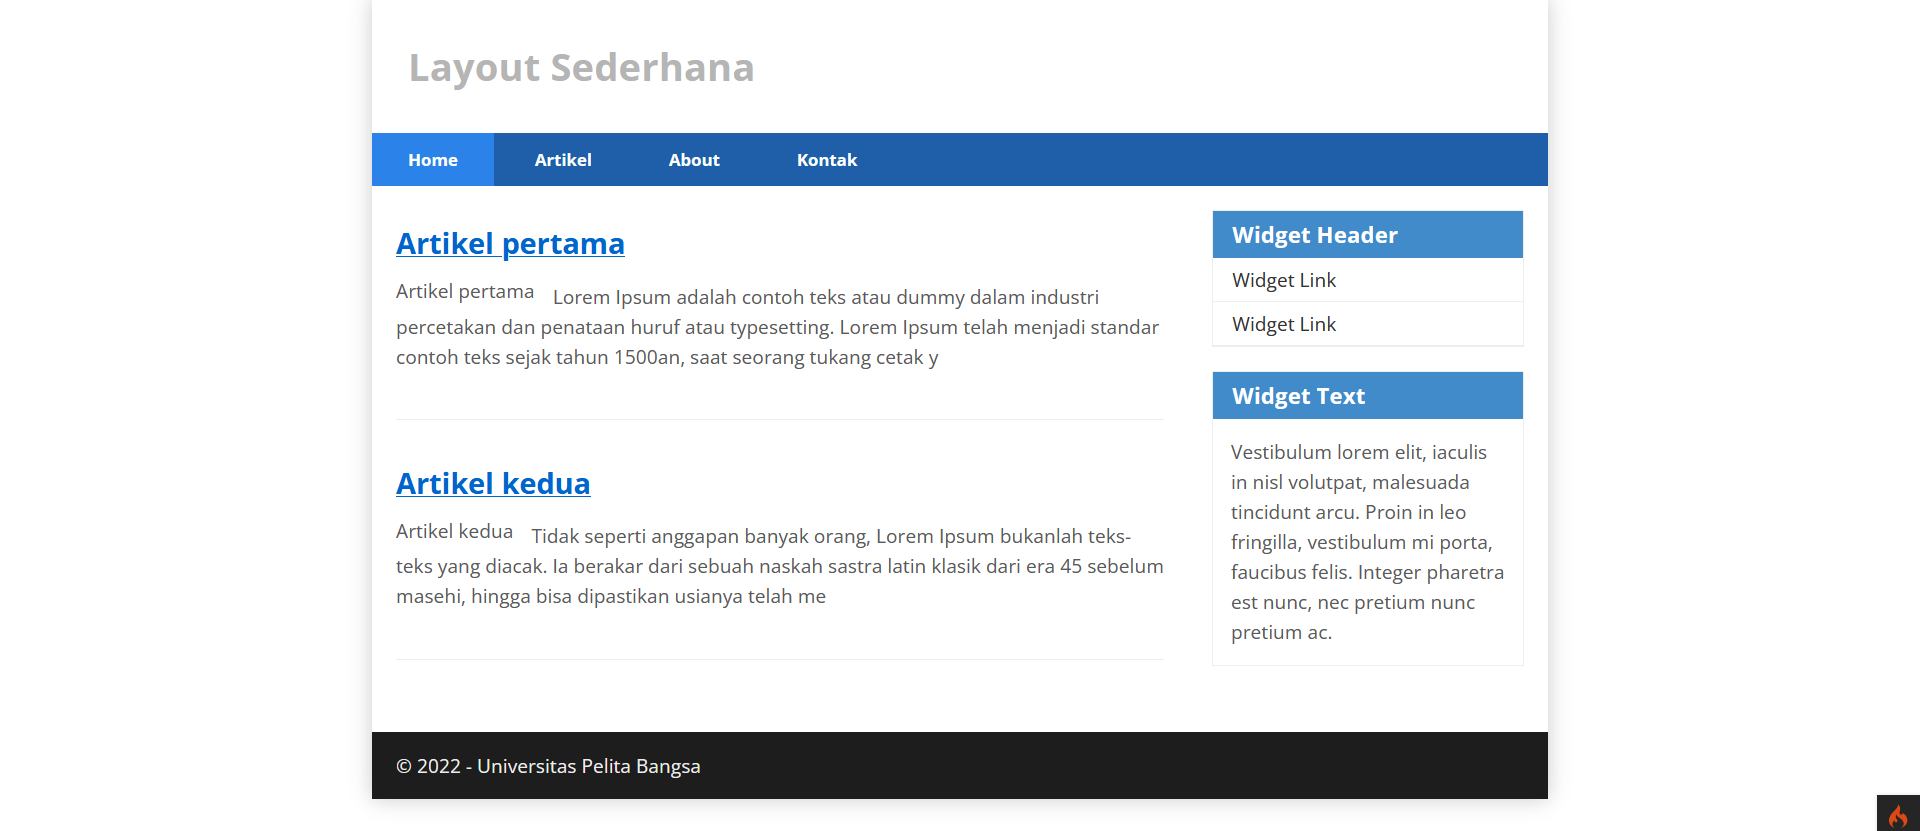 Layout Sederhana
Home Artikel About Kontak
Artikel pertama
Artikel pertama Lorem Ipsum adalah contoh teks atau dummy dalam industri
percetakan dan penataan huruf atau typesetting. Lorem Ipsum telah menjadi standar
contoh teks sejak tahun 1500an, saat seorang tukang cetak y
Artikel kedua
Artikel kedua Tidak seperti anggapan banyak orang, Lorem Ipsum bukanlah teks-
teks yang diacak. Ia berakar dari sebuah naskah sastra latin klasik dari era 45 sebelum
masehi, hingga bisa dipastikan usianya telah me
Widget Header
Widget Link
Widget Link
Widget Text
Vestibulum lorem elit, iaculis
in nisl volutpat, malesuada
tincidunt arcu. Proin in leo
fringilla, vestibulum mi porta,
faucibus felis. Integer pharetra
est nunc, nec pretium nunc
pretium ac.
© 2022 - Universitas Pelita Bangsa